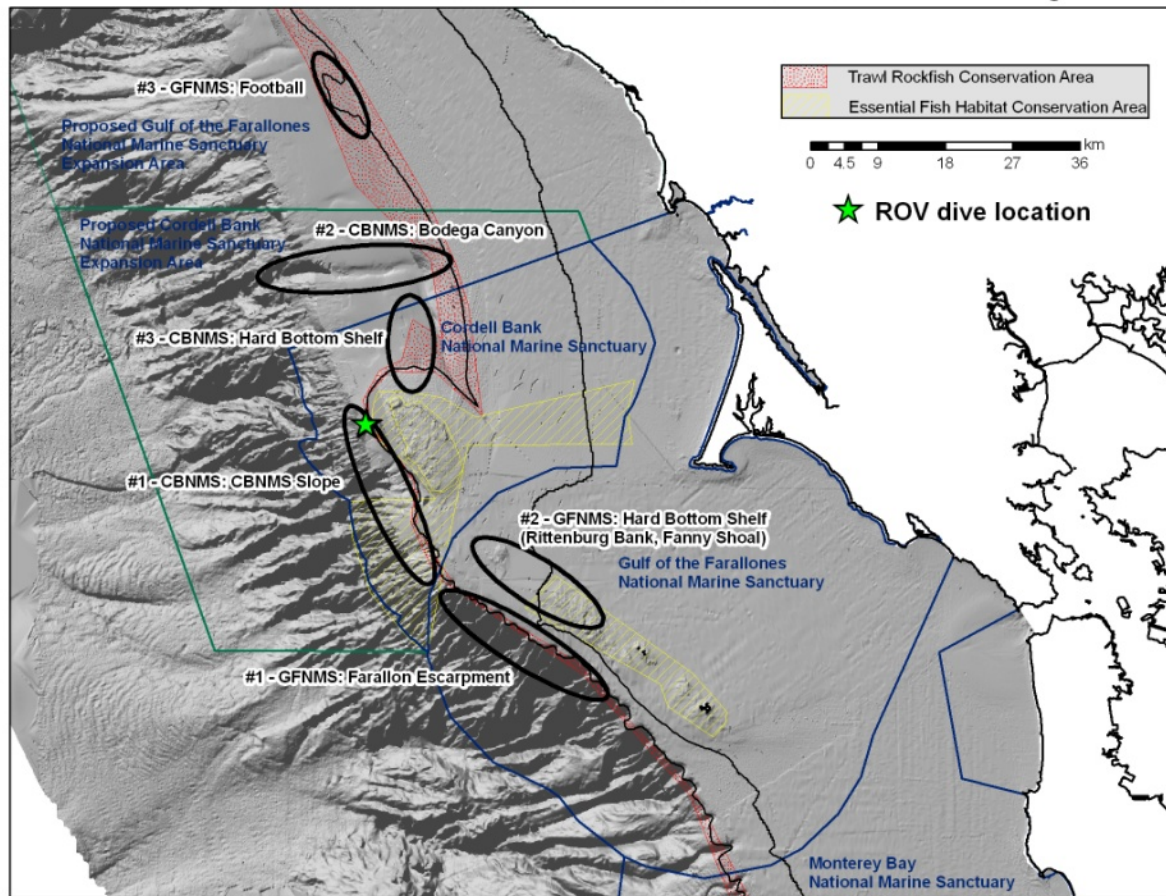 #3 - GFNMS: Football
Trawl Rockfish Conservation Area
Essential Fish Habitat Conservation Area
Proposed Gulf of the Farallones
National Marine Sanctuary
Expansion Area
0 4.5 9 18 27 36 km
ROV dive location
Proposed Cordell Bank
National Marine Sanctuary
Expansion Area
#2 - CBNMS: Bodega Canyon
#3 - CBNMS: Hard Bottom Shelf
Cordell Bank
National Marine Sanctuary
#1 - CBNMS: CBNMS Slope
#2 - GFNMS: Hard Bottom Shelf
(Rittenburg Bank, Fanny Shoal)
Gulf of the Farallones
National Marine Sanctuary
#1 - GFNMS: Farallon Escarpment
Monterey Bay
National Marine Sanctuary